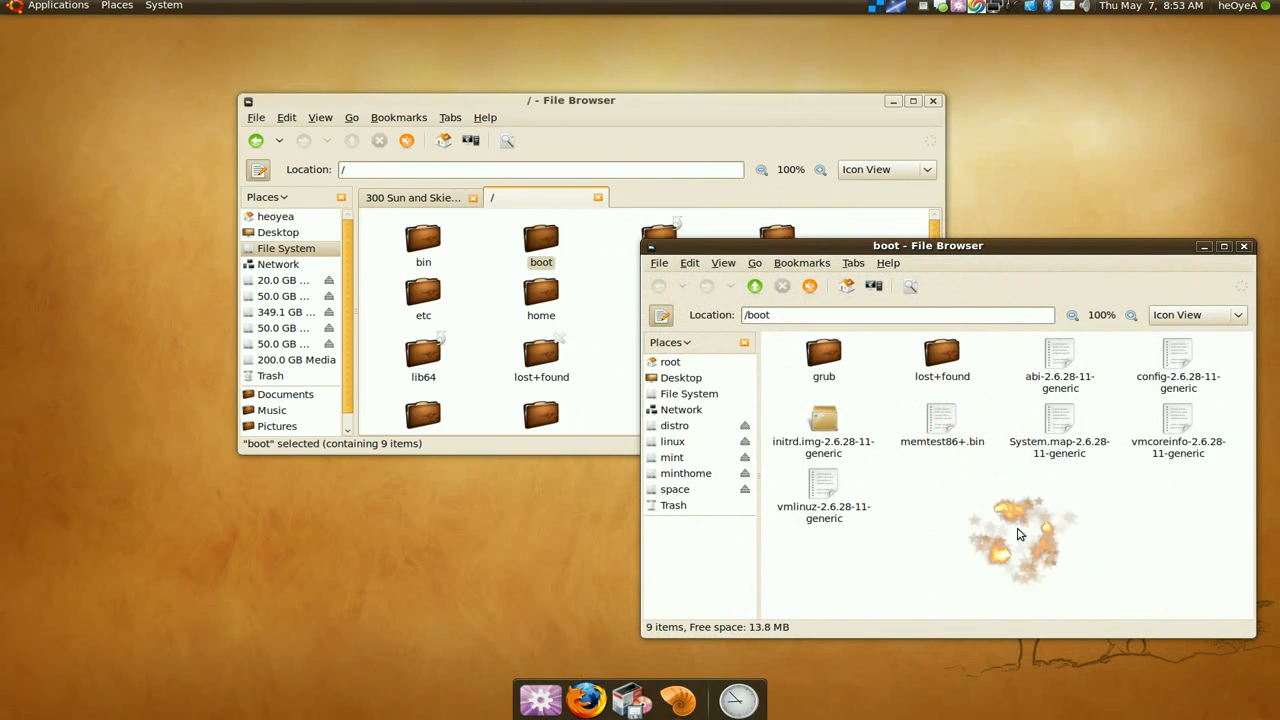 Applications Places System
Thu May 7, 8:53 AM
heOyeA
/ - File Browser
File Edit View Go Bookmarks Tabs Help
Location: /
100%
Icon View
Places
heoyea
Desktop
File System
Network
20.0 GB ...
50.0 GB ...
349.1 GB ...
50.0 GB ...
50.0 GB ...
200.0 GB Media
Trash
Documents
Music
Pictures
300 Sun and Skie...
/
bin
boot
etc
home
lib64
lost+found
"boot" selected (containing 9 items)
boot - File Browser
File Edit View Go Bookmarks Tabs Help
Location: /boot
100%
Icon View
Places
root
Desktop
File System
Network
distro
linux
mint
minthome
space
Trash
grub
lost+found
abi-2.6.28-11-
generic
config-2.6.28-11-
generic
initrd.img-2.6.28-11-
generic
memtest86+.bin
System.map-2.6.28-
11-generic
vmcoreinfo-2.6.28-
11-generic
vmlinuz-2.6.28-11-
generic
9 items, Free space: 13.8 MB